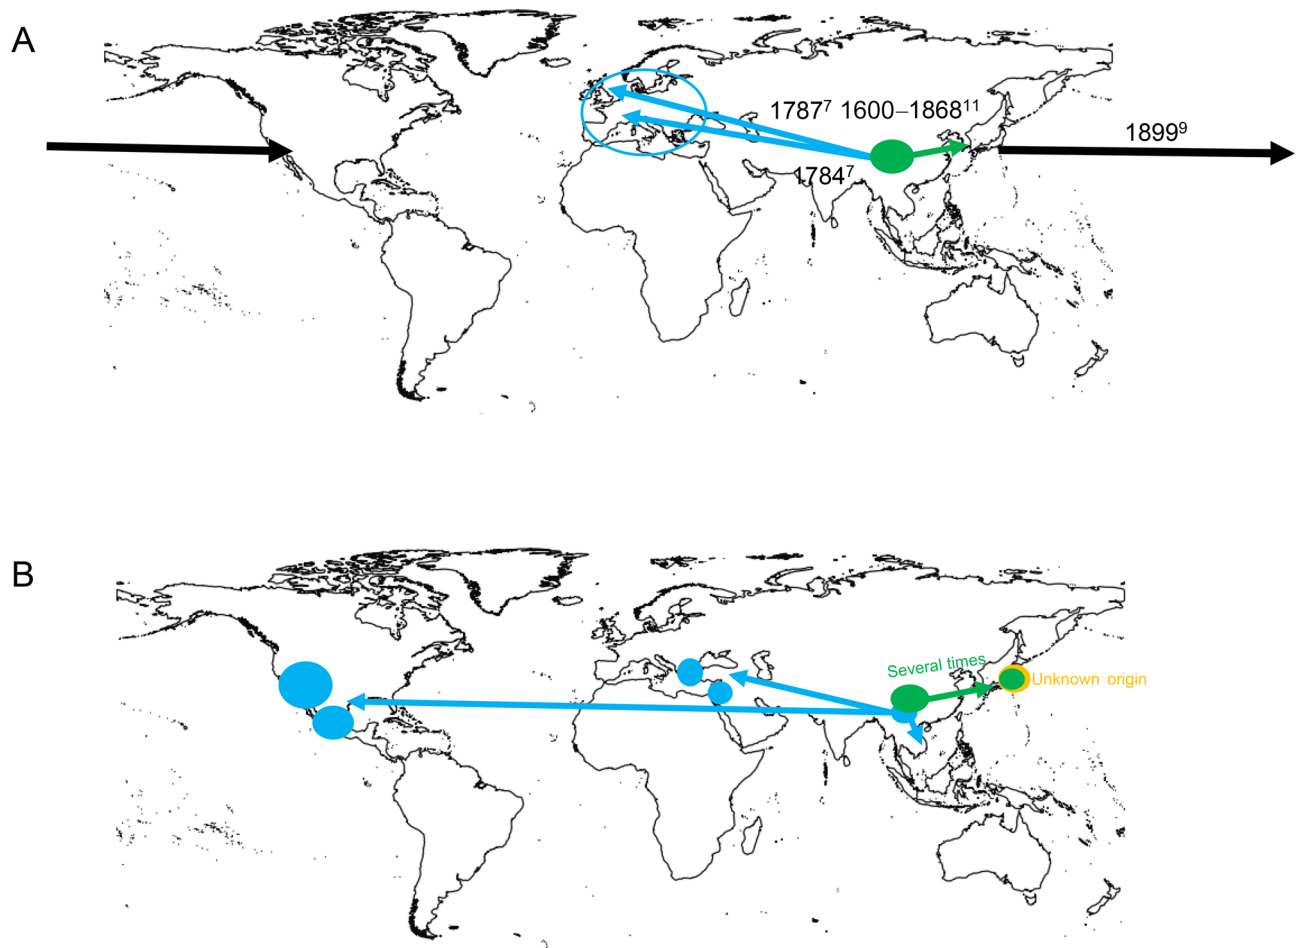 A
1787⁷ 1600–1868¹¹
1899⁹
1784⁷
B
Several times
Unknown origin